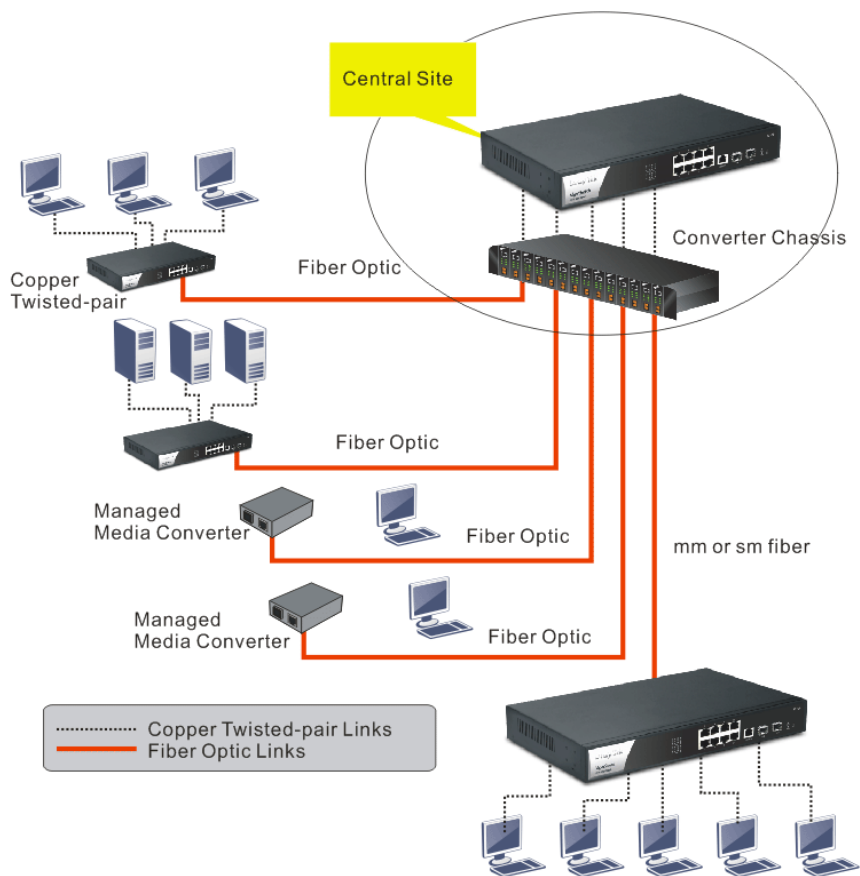 Central Site
Converter Chassis
Fiber Optic
Copper
Twisted-pair
Fiber Optic
Managed
Media Converter
Fiber Optic
mm or sm fiber
Managed
Media Converter
Fiber Optic
Copper Twisted-pair Links
Fiber Optic Links